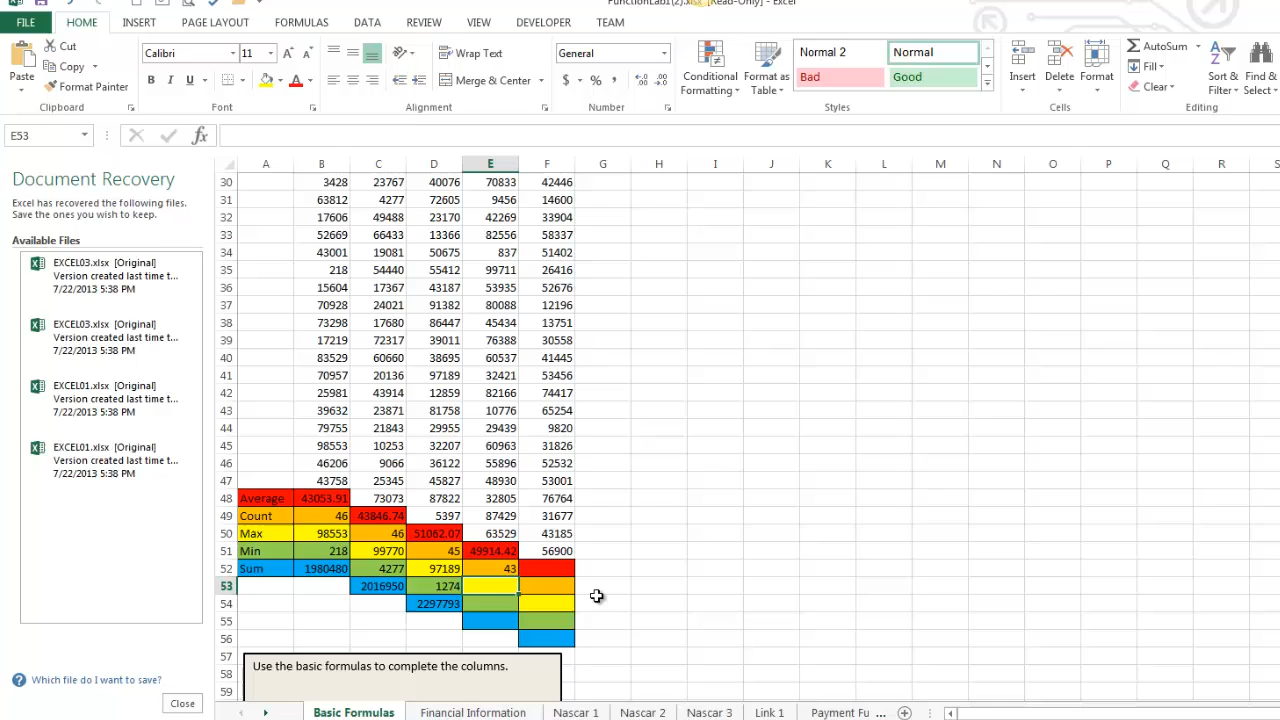 FunctionLab1(2).xlsx [Read-Only] - Excel
FILE HOME INSERT PAGE LAYOUT FORMULAS DATA REVIEW VIEW DEVELOPER TEAM
Cut
Copy
Format Painter
Paste
Clipboard
Calibri 11
B I U
Font
Wrap Text
Merge & Center
Alignment
General
$ % ,
Number
Conditional Formatting
Format as Table
Normal 2 Normal
Bad Good
Styles
Insert Delete Format
Cells
AutoSum
Fill
Clear
Sort & Filter
Find & Select
Editing
E53 fx
Document Recovery
Excel has recovered the following files.
Save the ones you wish to keep.
Available Files
EXCEL03.xlsx [Original]
Version created last time t...
7/22/2013 5:38 PM
EXCEL03.xlsx [Original]
Version created last time t...
7/22/2013 5:38 PM
EXCEL01.xlsx [Original]
Version created last time t...
7/22/2013 5:38 PM
EXCEL01.xlsx [Original]
Version created last time t...
7/22/2013 5:38 PM
Which file do I want to save?
Close
A B C D E F G H I J K L M N O P Q R S
30 3428 23767 40076 70833 42446
31 63812 4277 72605 9456 14600
32 17606 49488 23170 42269 33904
33 52669 66433 13366 82556 58337
34 43001 19081 50675 837 51402
35 218 54440 55412 99711 26416
36 15604 17367 43187 53935 52676
37 70928 24021 91382 80088 12196
38 73298 17680 86447 45434 13751
39 17219 72317 39011 76388 30558
40 83529 60660 38695 60537 41445
41 70957 20136 97189 32421 53456
42 25981 43914 12859 82166 74417
43 39632 23871 81758 10776 65254
44 79755 21843 29955 29439 9820
45 98553 10253 32207 60963 31826
46 46206 9066 36122 55896 52532
47 43758 25345 45827 48930 53001
48 Average 43053.91 73073 87822 32805 76764
49 Count 46 43846.74 5397 87429 31677
50 Max 98553 46 51062.07 63529 43185
51 Min 218 99770 45 49914.42 56900
52 Sum 1980480 4277 97189 43
53 2016950 1274
54 2297793
55
56
57
58
59
Use the basic formulas to complete the columns.
Basic Formulas Financial Information Nascar 1 Nascar 2 Nascar 3 Link 1 Payment Fu ...